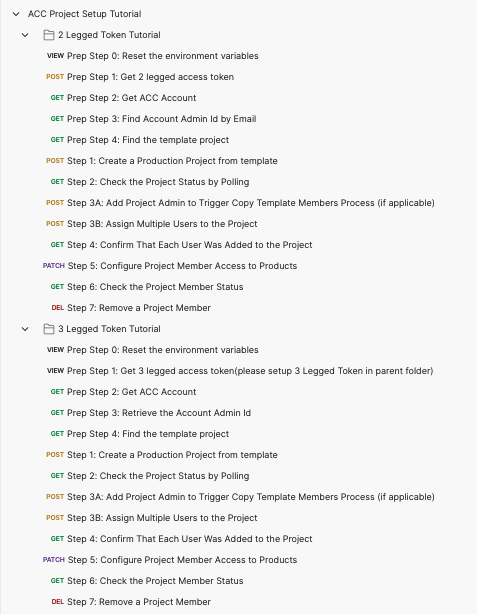 ACC Project Setup Tutorial
2 Legged Token Tutorial
VIEW Prep Step 0: Reset the environment variables
POST Prep Step 1: Get 2 legged access token
GET Prep Step 2: Get ACC Account
GET Prep Step 3: Find Account Admin Id by Email
GET Prep Step 4: Find the template project
POST Step 1: Create a Production Project from template
GET Step 2: Check the Project Status by Polling
POST Step 3A: Add Project Admin to Trigger Copy Template Members Process (if applicable)
POST Step 3B: Assign Multiple Users to the Project
GET Step 4: Confirm That Each User Was Added to the Project
PATCH Step 5: Configure Project Member Access to Products
GET Step 6: Check the Project Member Status
DEL Step 7: Remove a Project Member
3 Legged Token Tutorial
VIEW Prep Step 0: Reset the environment variables
VIEW Prep Step 1: Get 3 legged access token(please setup 3 Legged Token in parent folder)
GET Prep Step 2: Get ACC Account
GET Prep Step 3: Retrieve the Account Admin Id
GET Prep Step 4: Find the template project
POST Step 1: Create a Production Project from template
GET Step 2: Check the Project Status by Polling
POST Step 3A: Add Project Admin to Trigger Copy Template Members Process (if applicable)
POST Step 3B: Assign Multiple Users to the Project
GET Step 4: Confirm That Each User Was Added to the Project
PATCH Step 5: Configure Project Member Access to Products
GET Step 6: Check the Project Member Status
DEL Step 7: Remove a Project Member